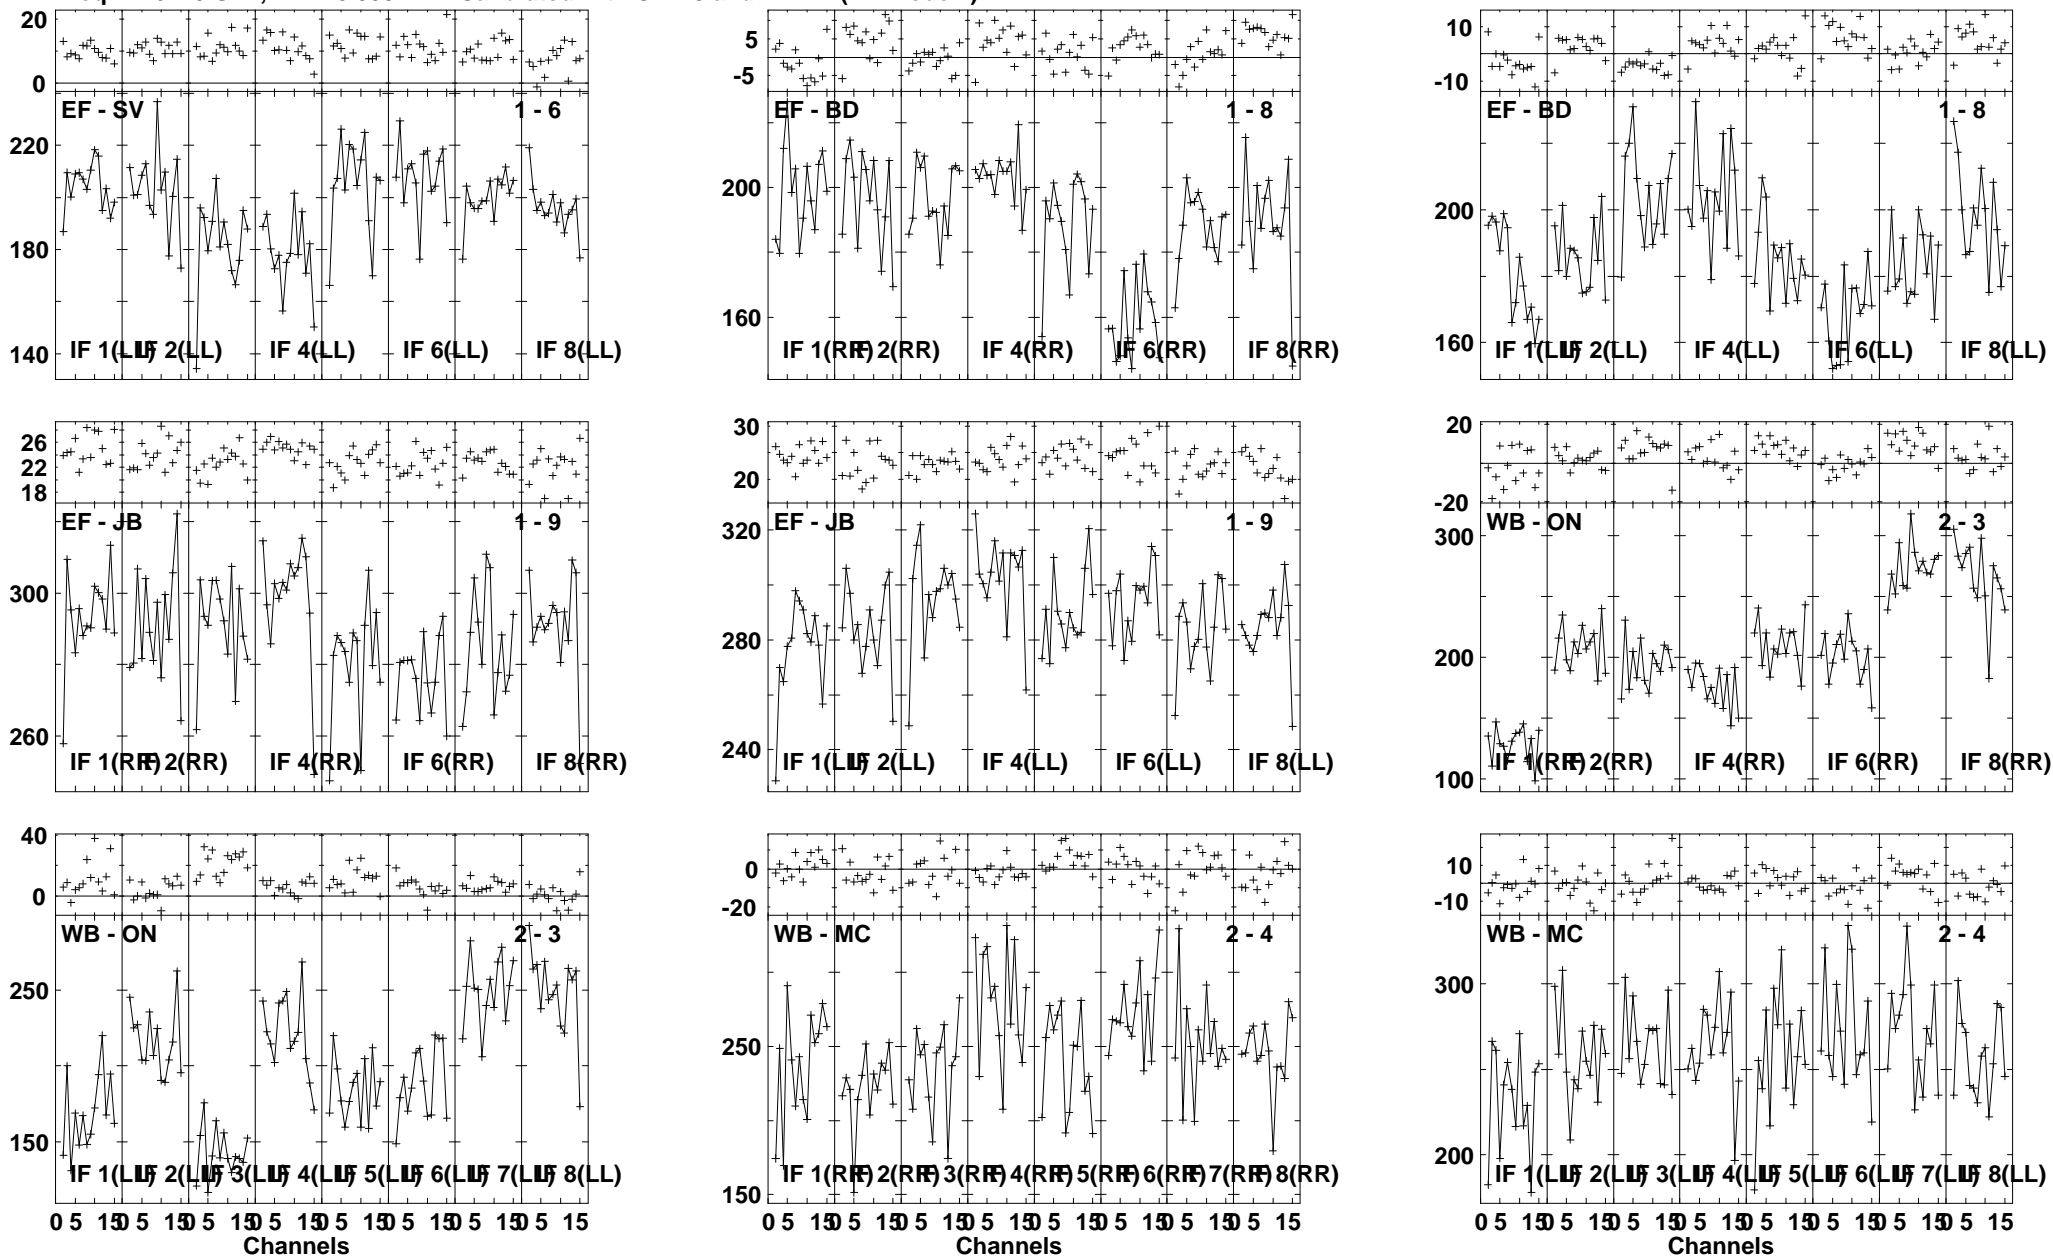 20
10
0
EF - SV 1 - 6
220
180
140
IF 1(LL) IF 2(LL) IF 4(LL) IF 6(LL) IF 8(LL)
5
-5
EF - BD 1 - 8
200
160
IF 1(RR) IF 2(RR) IF 4(RR) IF 6(RR) IF 8(RR)
10
-10
EF - BD 1 - 8
200
160
IF 1(LL) IF 2(LL) IF 4(LL) IF 6(LL) IF 8(LL)
26
22
18
EF - JB 1 - 9
300
260
IF 1(RR) IF 2(RR) IF 4(RR) IF 6(RR) IF 8(RR)
30
20
EF - JB 1 - 9
320
280
240
IF 1(LL) IF 2(LL) IF 4(LL) IF 6(LL) IF 8(LL)
20
-20
WB - ON 2 - 3
300
200
100
IF 1(RR) IF 2(RR) IF 4(RR) IF 6(RR) IF 8(RR)
40
0
WB - ON 2 - 3
250
150
IF 1(LL) IF 2(LL) IF 3(LL) IF 4(LL) IF 5(LL) IF 6(LL) IF 7(LL) IF 8(LL)
0 5 15 0 5 15 0 5 15 0 5 15 0 5 15 0 5 15 0 5 15 0 5 15
Channels
0
-20
WB - MC 2 - 4
250
150
IF 1(RR) IF 2(RR) IF 3(RR) IF 4(RR) IF 5(RR) IF 6(RR) IF 7(RR) IF 8(RR)
0 5 15 0 5 15 0 5 15 0 5 15 0 5 15 0 5 15 0 5 15 0 5 15
Channels
10
-10
WB - MC 2 - 4
300
200
IF 1(LL) IF 2(LL) IF 3(LL) IF 4(LL) IF 5(LL) IF 6(LL) IF 7(LL) IF 8(LL)
0 5 15 0 5 15 0 5 15 0 5 15 0 5 15 0 5 15 0 5 15 0 5 15
Channels